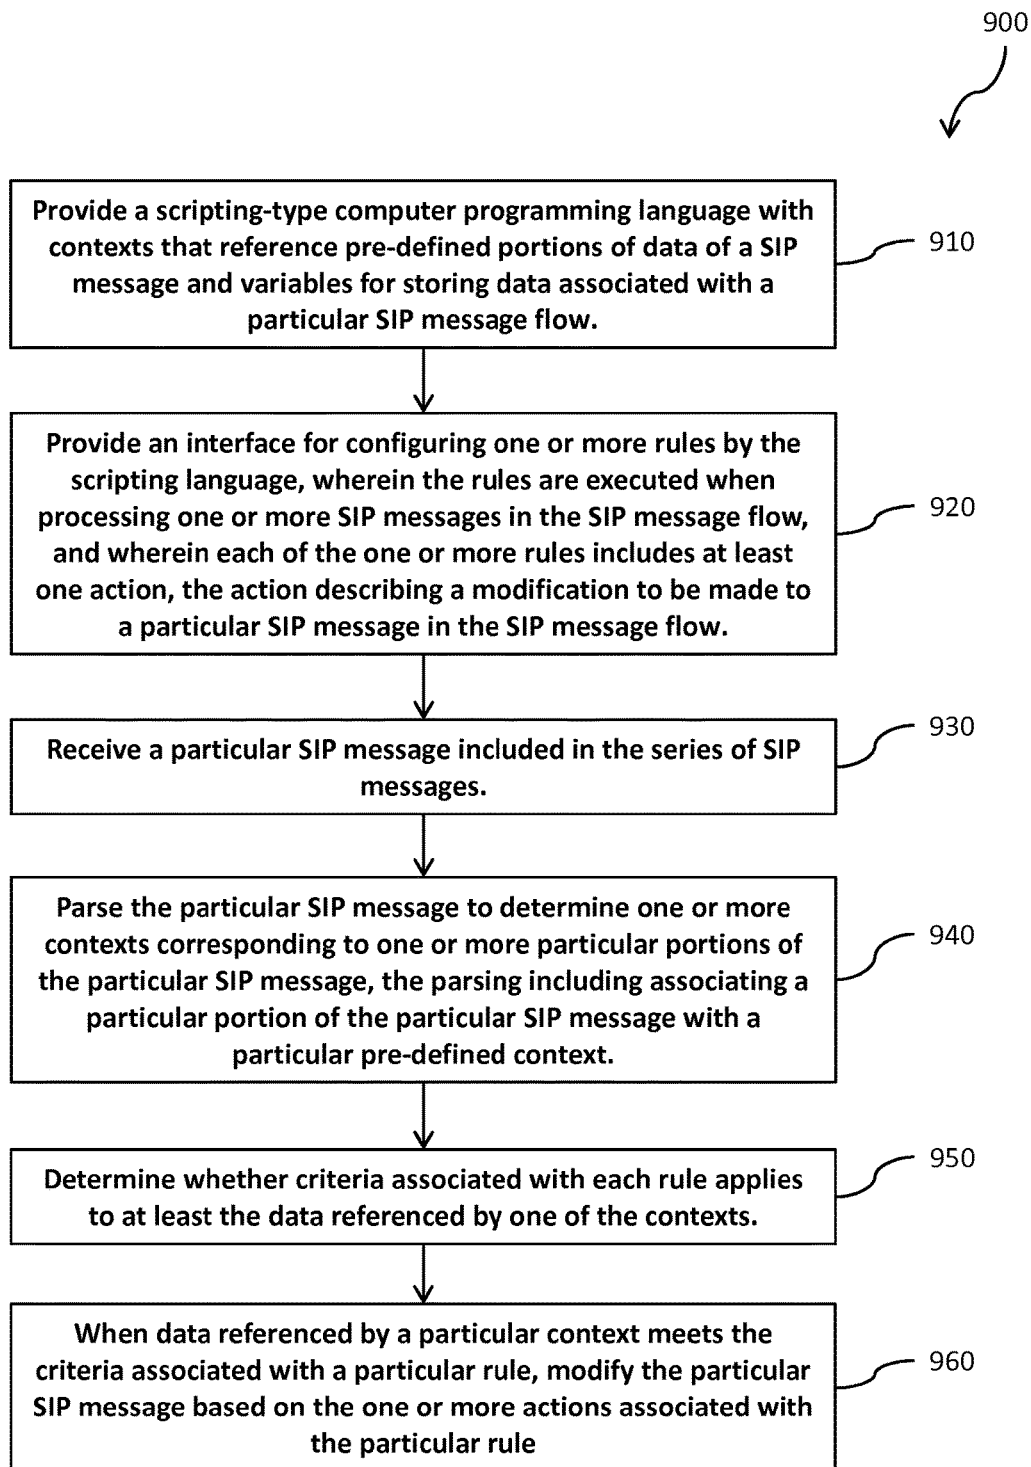 900
Provide a scripting-type computer programming language with
contexts that reference pre-defined portions of data of a SIP
message and variables for storing data associated with a
particular SIP message flow.
910
Provide an interface for configuring one or more rules by the
scripting language, wherein the rules are executed when
processing one or more SIP messages in the SIP message flow,
and wherein each of the one or more rules includes at least
one action, the action describing a modification to be made to
a particular SIP message in the SIP message flow.
920
Receive a particular SIP message included in the series of SIP
messages.
930
Parse the particular SIP message to determine one or more
contexts corresponding to one or more particular portions of
the particular SIP message, the parsing including associating a
particular portion of the particular SIP message with a
particular pre-defined context.
940
Determine whether criteria associated with each rule applies
to at least the data referenced by one of the contexts.
950
When data referenced by a particular context meets the
criteria associated with a particular rule, modify the particular
SIP message based on the one or more actions associated with
the particular rule
960